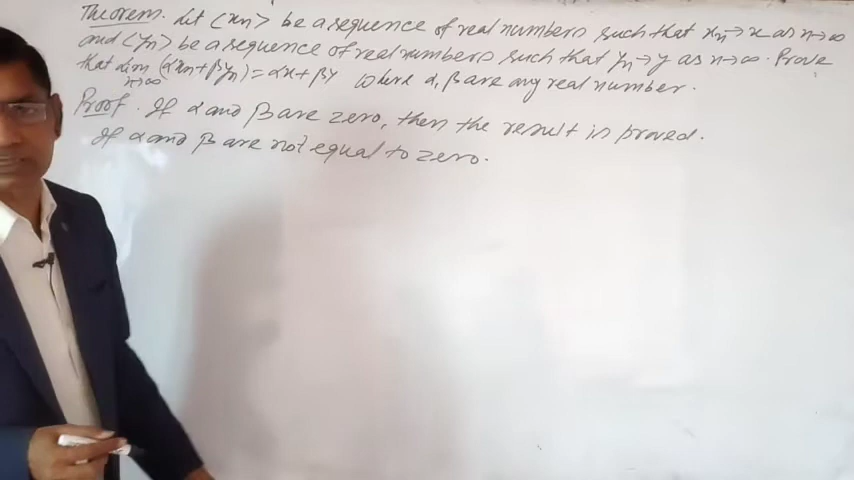 Theorem. Let <xn> be a sequence of real numbers such that xn→x as n→∞
and <yn> be a sequence of real numbers such that yn→y as n→∞. Prove
that lim n→∞ (αxn+βyn)=αx+βy where α,β are any real number.
Proof. If α and β are zero, then the result is proved.
If α and β are not equal to zero.